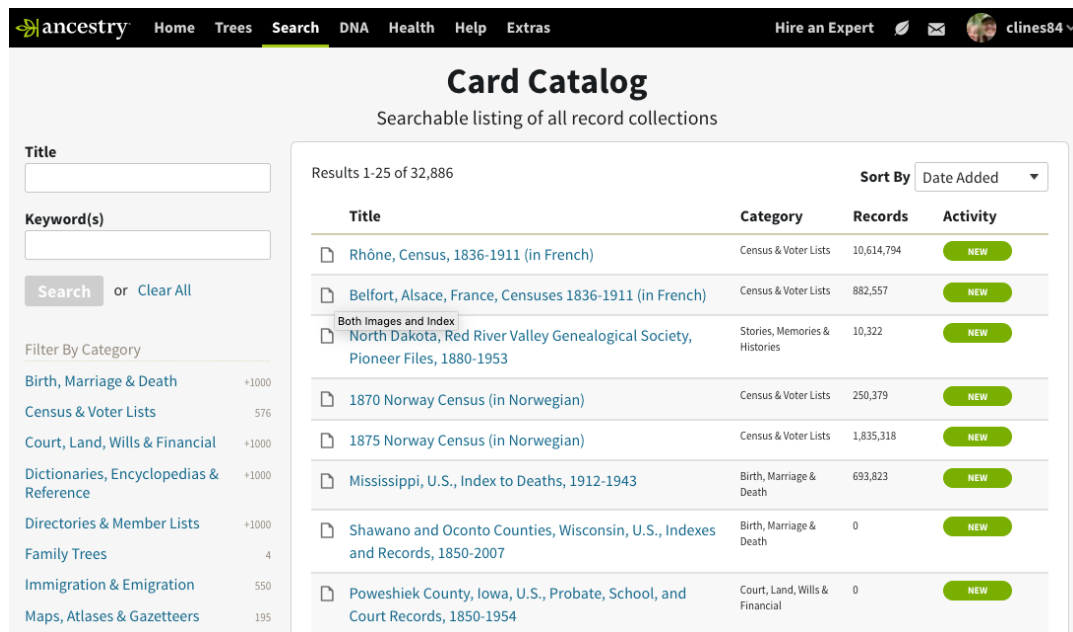 ancestry Home Trees Search DNA Health Help Extras Hire an Expert clines84
Card Catalog
Searchable listing of all record collections
Title
Keyword(s)
Search or Clear All
Filter By Category
Birth, Marriage & Death +1000
Census & Voter Lists 576
Court, Land, Wills & Financial +1000
Dictionaries, Encyclopedias & +1000
Reference
Directories & Member Lists +1000
Family Trees 4
Immigration & Emigration 550
Maps, Atlases & Gazetteers 195
Results 1-25 of 32,886 Sort By Date Added
Title Category Records Activity
Rhône, Census, 1836-1911 (in French) Census & Voter Lists 10,614,794 NEW
Belfort, Alsace, France, Censuses 1836-1911 (in French) Census & Voter Lists 882,557 NEW
Both Images and Index
North Dakota, Red River Valley Genealogical Society, Stories, Memories & 10,322 NEW
Pioneer Files, 1880-1953 Histories
1870 Norway Census (in Norwegian) Census & Voter Lists 250,379 NEW
1875 Norway Census (in Norwegian) Census & Voter Lists 1,835,318 NEW
Mississippi, U.S., Index to Deaths, 1912-1943 Birth, Marriage & 693,823 NEW
Death
Shawano and Oconto Counties, Wisconsin, U.S., Indexes Birth, Marriage & 0 NEW
and Records, 1850-2007 Death
Poweshiek County, Iowa, U.S., Probate, School, and Court, Land, Wills & 0 NEW
Court Records, 1850-1954 Financial